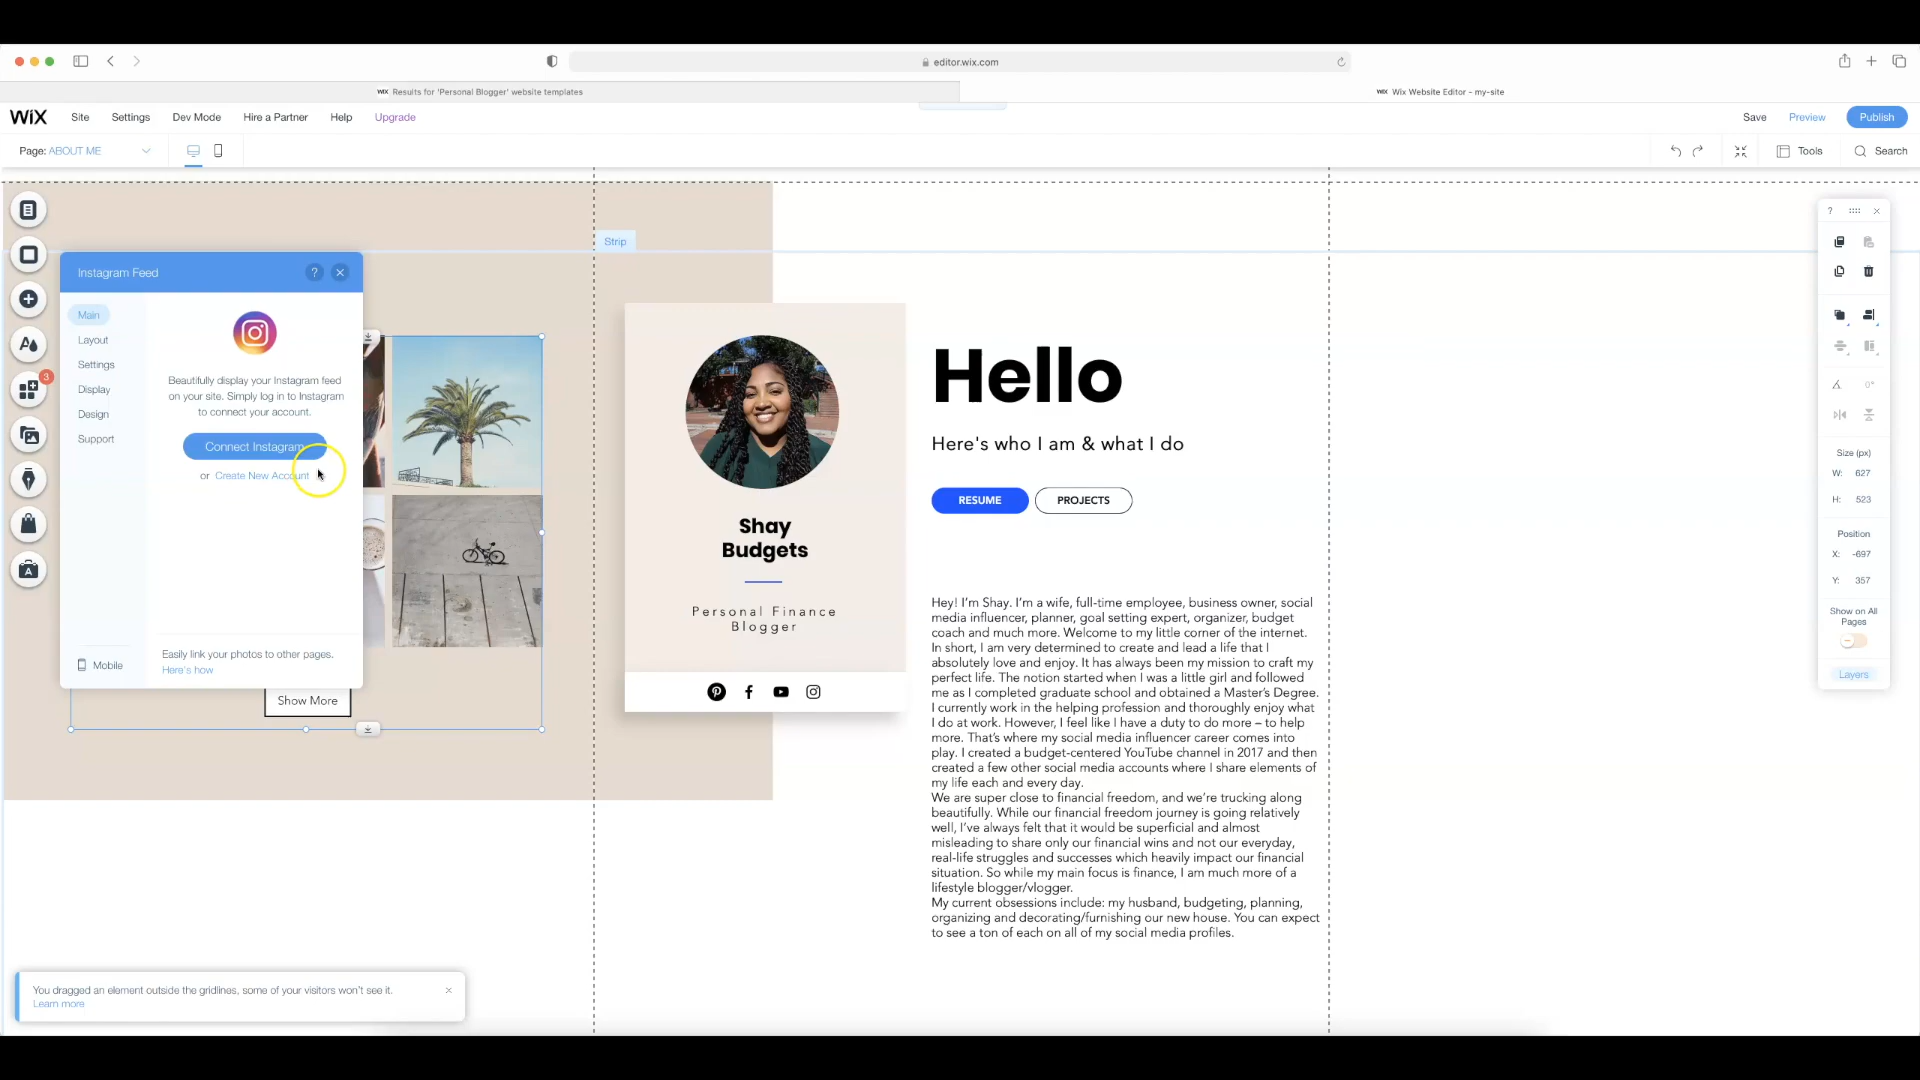 editor.wix.com
WIX Results for 'Personal Blogger' website templates
WIX Wix Website Editor - my-site
WiX Site Settings Dev Mode Hire a Partner Help Upgrade
Save Preview Publish
Page: ABOUT ME
Tools Search
Strip
Instagram Feed ?
Main
Layout
Settings
Display
Design
Support
Mobile
Beautifully display your Instagram feed
on your site. Simply log in to Instagram
to connect your account.
Connect Instagram
or Create New Account
Easily link your photos to other pages.
Here's how
3
Show More
Shay
Budgets
Personal Finance
Blogger
Hello
Here's who I am & what I do
RESUME PROJECTS
Hey! I'm Shay. I'm a wife, full-time employee, business owner, social
media influencer, planner, goal setting expert, organizer, budget
coach and much more. Welcome to my little corner of the internet.
In short, I am very determined to create and lead a life that I
absolutely love and enjoy. It has always been my mission to craft my
perfect life. The notion started when I was a little girl and followed
me as I completed graduate school and obtained a Master's Degree.
I currently work in the helping profession and thoroughly enjoy what
I do at work. However, I feel like I have a duty to do more – to help
more. That's where my social media influencer career comes into
play. I created a budget-centered YouTube channel in 2017 and then
created a few other social media accounts where I share elements of
my life each and every day.
We are super close to financial freedom, and we're trucking along
beautifully. While our financial freedom journey is going relatively
well, I've always felt that it would be superficial and almost
misleading to share only our financial wins and not our everyday,
real-life struggles and successes which heavily impact our financial
situation. So while my main focus is finance, I am much more of a
lifestyle blogger/vlogger.
My current obsessions include: my husband, budgeting, planning,
organizing and decorating/furnishing our new house. You can expect
to see a ton of each on all of my social media profiles.
?
0°
Size (px)
W: 627
H: 523
Position
X: -697
Y: 357
Show on All
Pages
Layers
You dragged an element outside the gridlines, some of your visitors won't see it.
Learn more
A